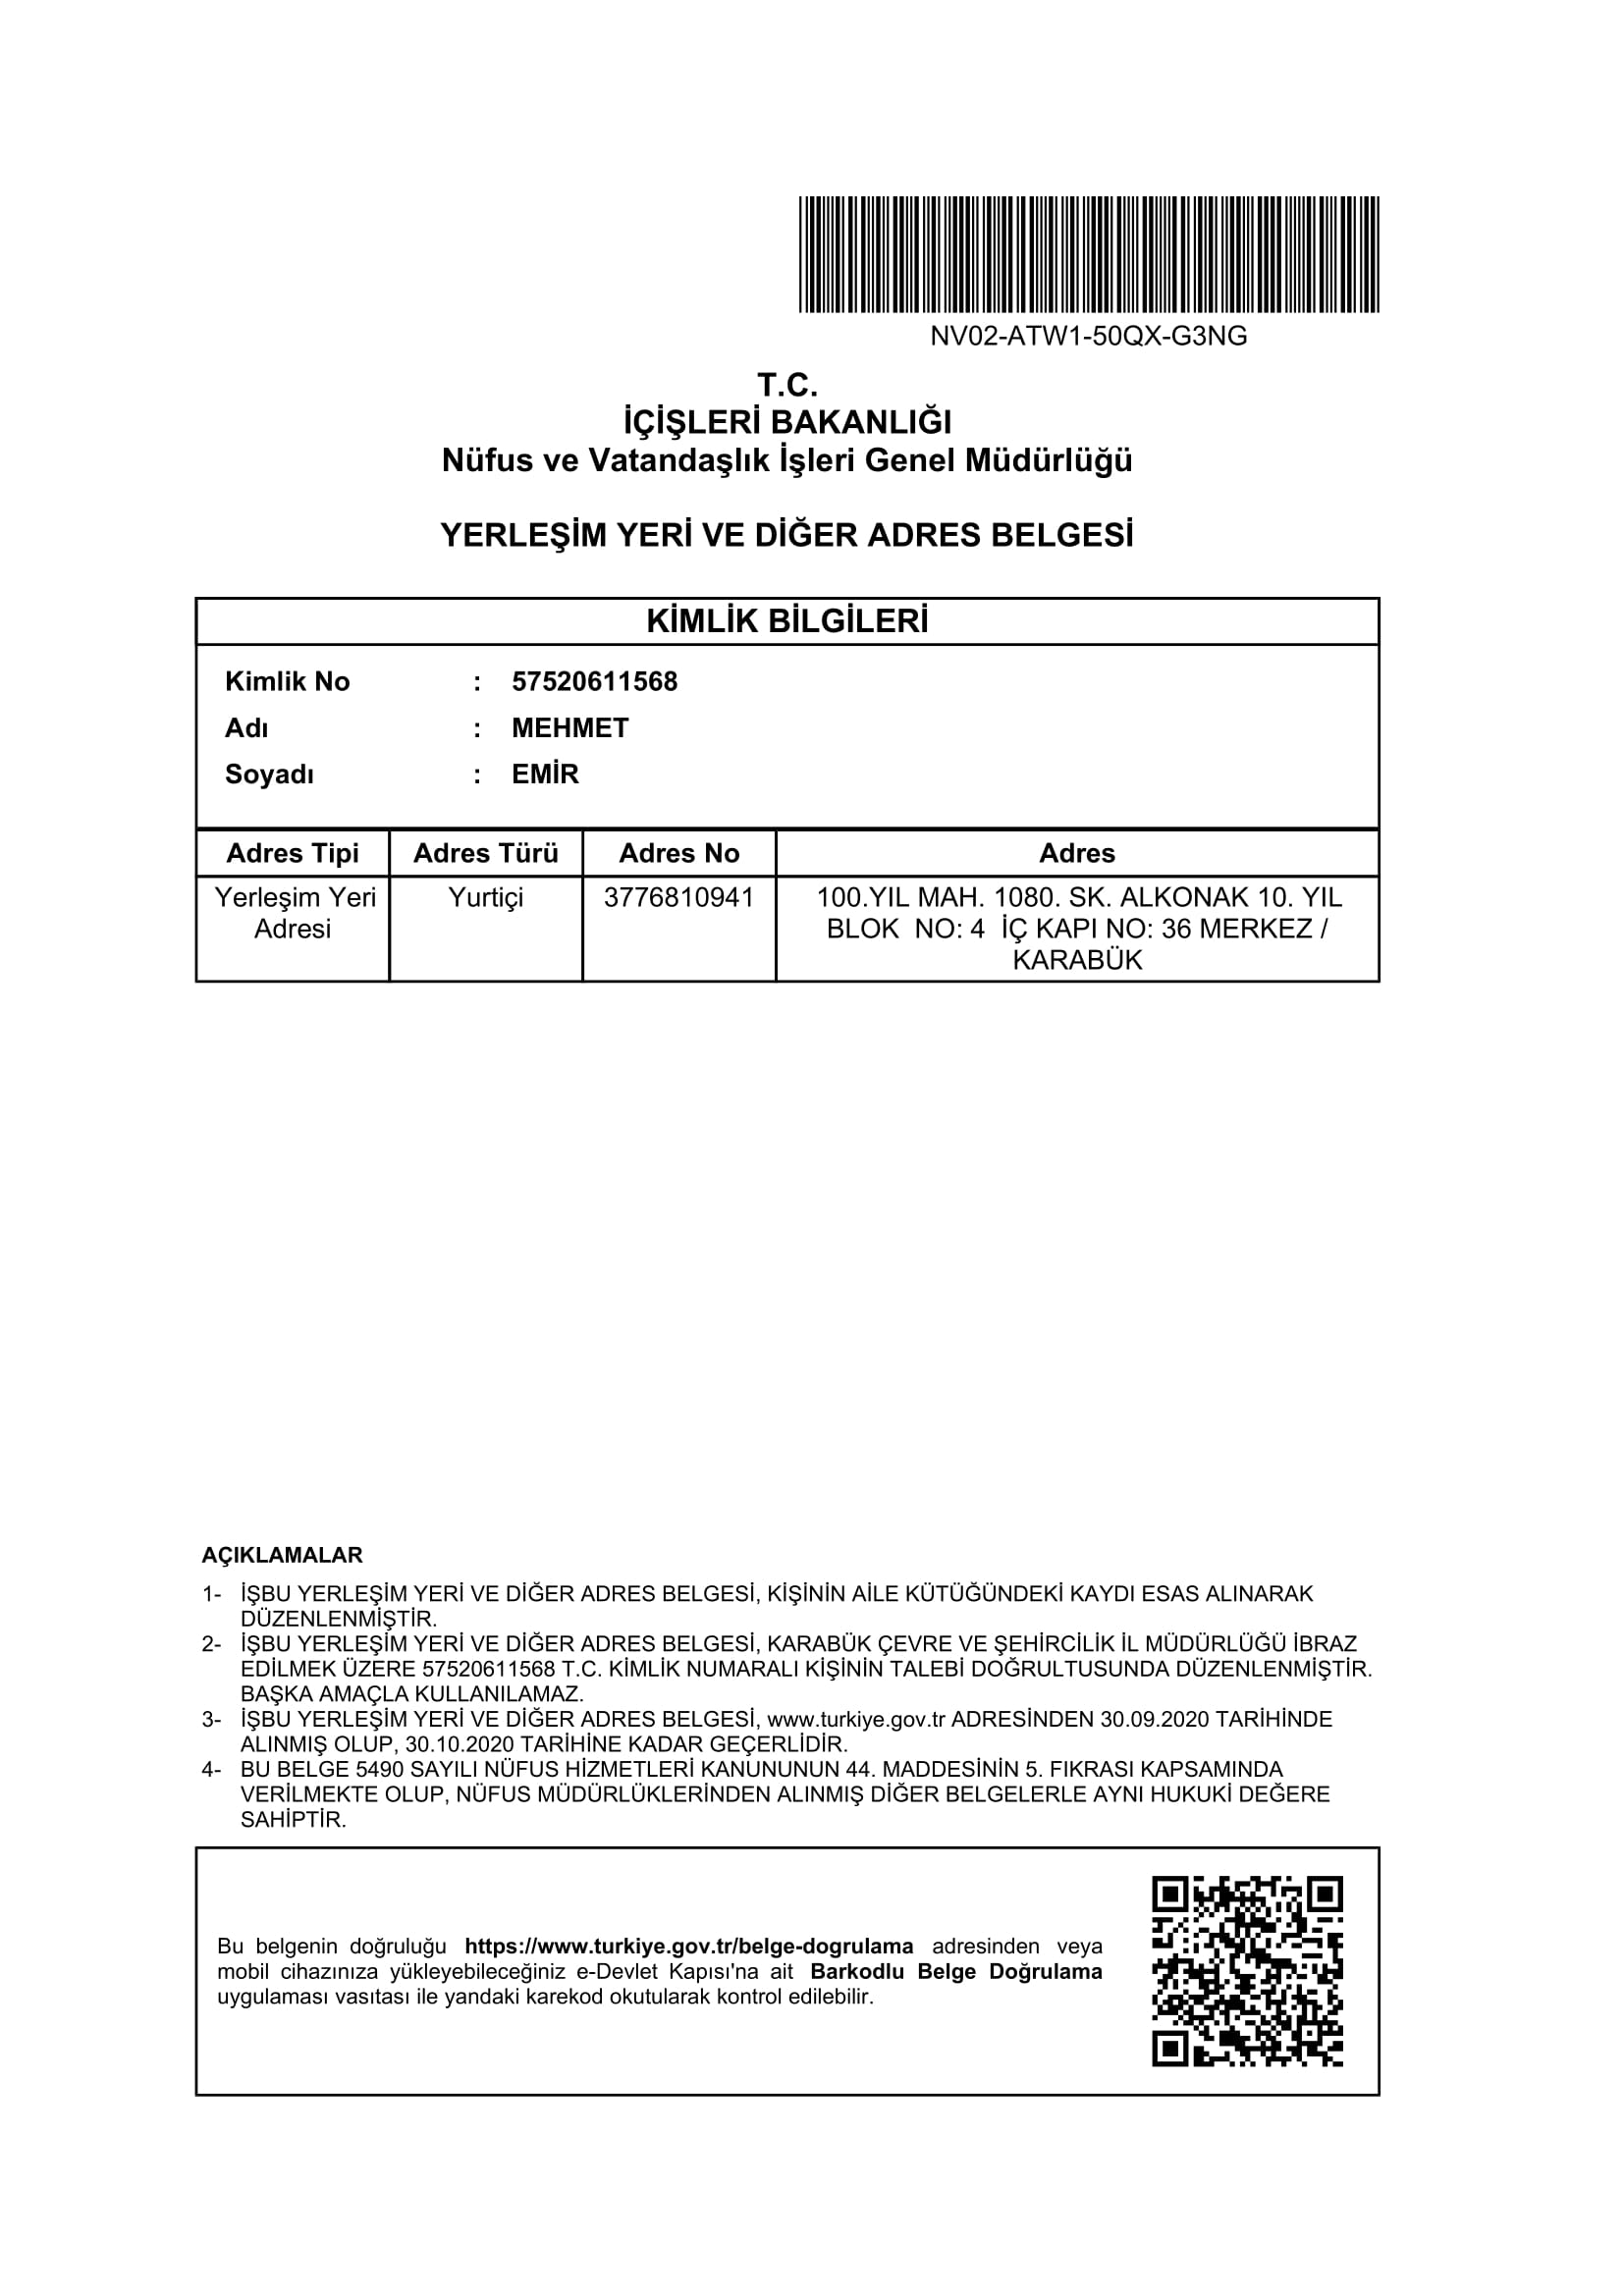 NV02-ATW1-50QX-G3NG
T.C.
İÇİŞLERİ BAKANLIĞI
Nüfus ve Vatandaşlık İşleri Genel Müdürlüğü
YERLEŞİM YERİ VE DİĞER ADRES BELGESİ
KİMLİK BİLGİLERİ
Kimlik No : 57520611568
Adı : MEHMET
Soyadı : EMİR
Adres Tipi Adres Türü Adres No Adres
Yerleşim Yeri Yurtiçi 3776810941 100.YIL MAH. 1080. SK. ALKONAK 10. YIL
Adresi BLOK NO: 4 İÇ KAPI NO: 36 MERKEZ /
KARABÜK
AÇIKLAMALAR
1- İŞBU YERLEŞİM YERİ VE DİĞER ADRES BELGESİ, KİŞİNİN AİLE KÜTÜĞÜNDEKİ KAYDI ESAS ALINARAK
DÜZENLENMİŞTİR.
2- İŞBU YERLEŞİM YERİ VE DİĞER ADRES BELGESİ, KARABÜK ÇEVRE VE ŞEHİRCİLİK İL MÜDÜRLÜĞÜ İBRAZ
EDİLMEK ÜZERE 57520611568 T.C. KİMLİK NUMARALI KİŞİNİN TALEBİ DOĞRULTUSUNDA DÜZENLENMİŞTİR.
BAŞKA AMAÇLA KULLANILAMAZ.
3- İŞBU YERLEŞİM YERİ VE DİĞER ADRES BELGESİ, www.turkiye.gov.tr ADRESİNDEN 30.09.2020 TARİHİNDE
ALINMIŞ OLUP, 30.10.2020 TARİHİNE KADAR GEÇERLİDİR.
4- BU BELGE 5490 SAYILI NÜFUS HİZMETLERİ KANUNUNUN 44. MADDESİNİN 5. FIKRASI KAPSAMINDA
VERİLMEKTE OLUP, NÜFUS MÜDÜRLÜKLERİNDEN ALINMIŞ DİĞER BELGELERLE AYNI HUKUKİ DEĞERE
SAHİPTİR.
Bu belgenin doğruluğu https://www.turkiye.gov.tr/belge-dogrulama adresinden veya
mobil cihazınıza yükleyebileceğiniz e-Devlet Kapısı'na ait Barkodlu Belge Doğrulama
uygulaması vasıtası ile yandaki karekod okutularak kontrol edilebilir.